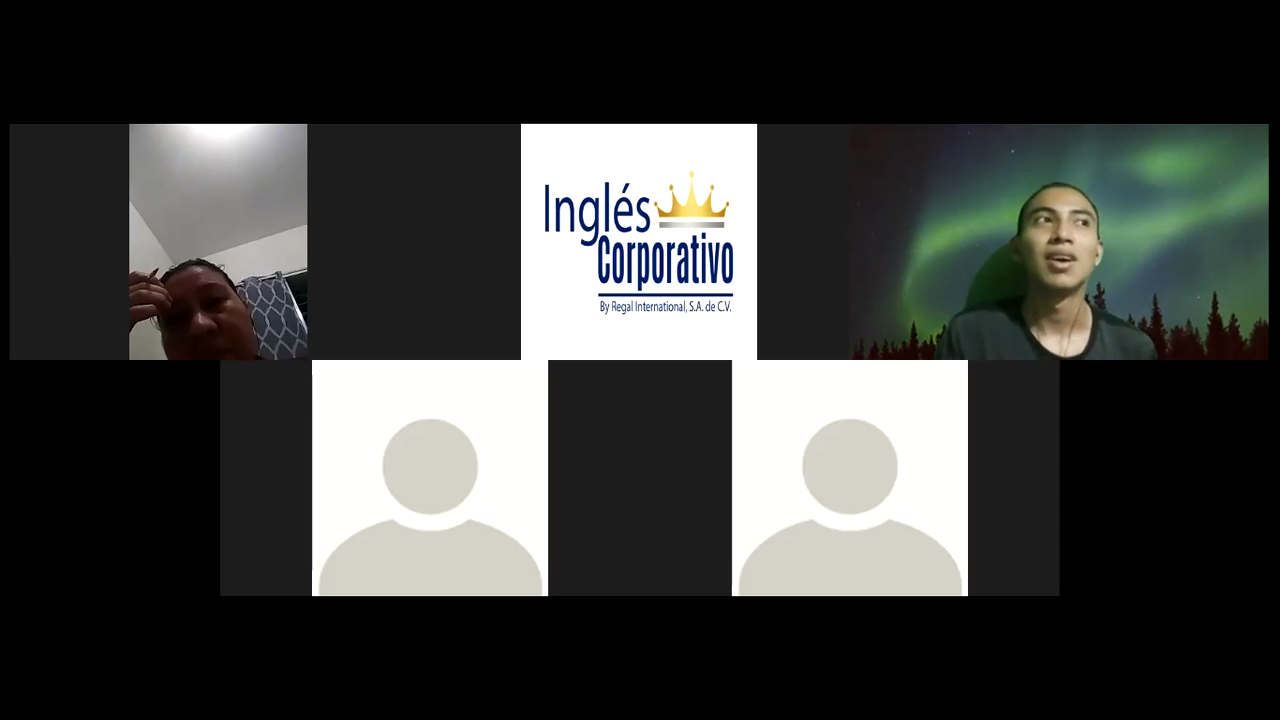 Inglés
Corporativo
By Regal International, S.A. de C.V.